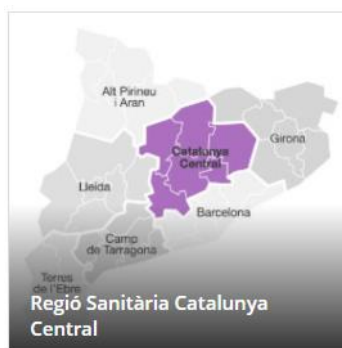 Alt Pirineu
i Aran
Girona
Catalunya
Central
Lleida
Barcelona
Camp
de Tarragona
Terres
de l'Ebre
Regió Sanitària Catalunya
Central